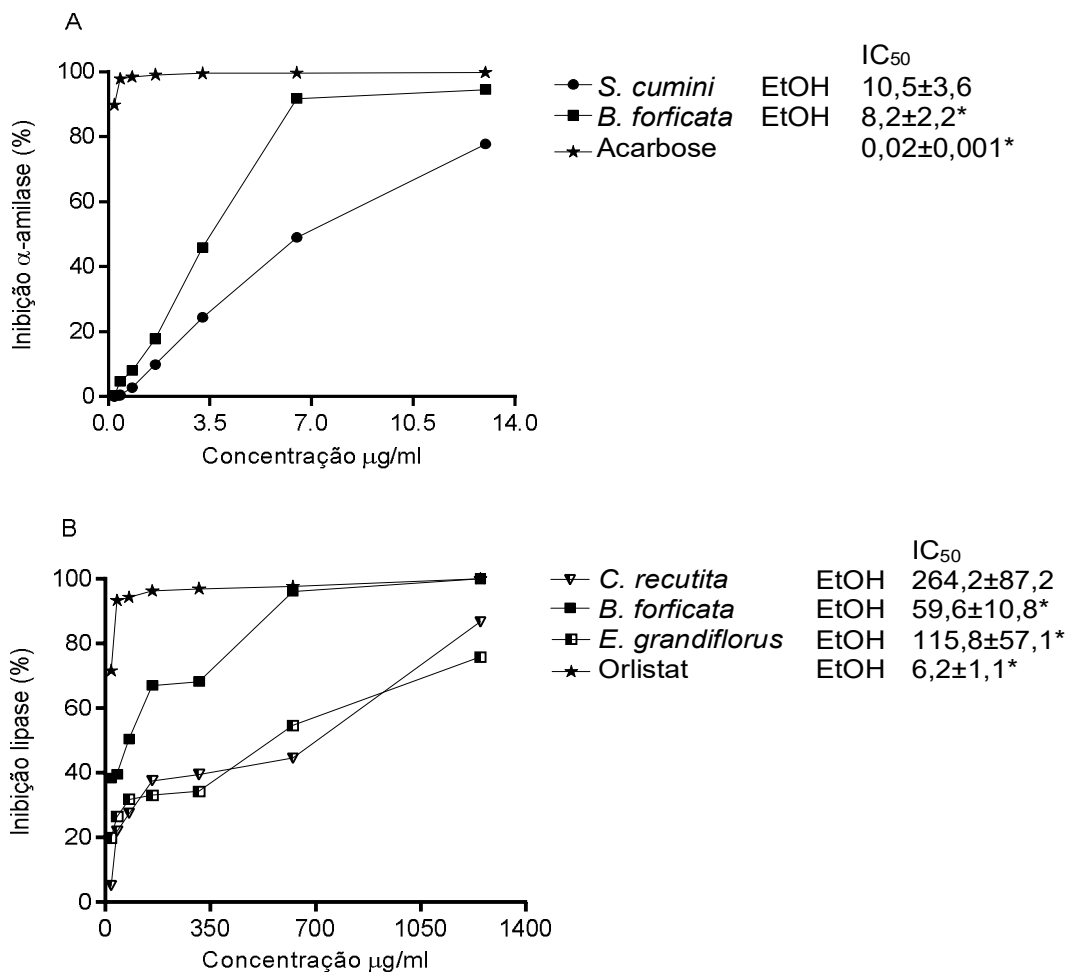 A
IC50
S. cumini EtOH 10,5±3,6
B. forficata EtOH 8,2±2,2*
Acarbose 0,02±0,001*
Inibição α-amilase (%)
100
80
60
40
20
0
0.0 3.5 7.0 10.5 14.0
Concentração μg/ml
B
IC50
C. recutita EtOH 264,2±87,2
B. forficata EtOH 59,6±10,8*
E. grandiflorus EtOH 115,8±57,1*
Orlistat EtOH 6,2±1,1*
Inibição lipase (%)
100
80
60
40
20
0
0 350 700 1050 1400
Concentração μg/ml